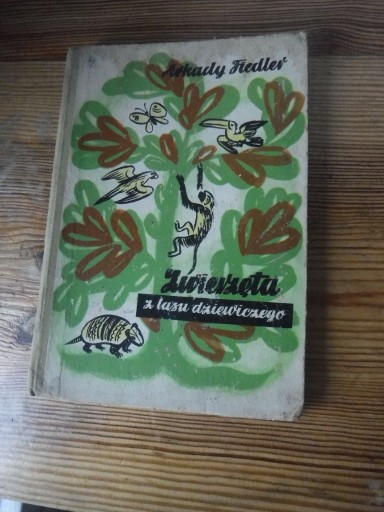 Arkady Fiedler
Zwierzęta
z lasu dziewiczego